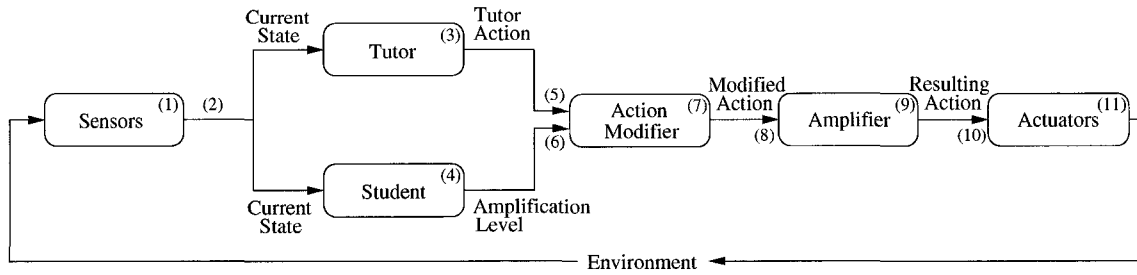 Current
State
Tutor
(3)
Tutor
Action
Sensors
(1)
(2)
(5)
(6)
Action
Modifier
(7)
Modified
Action
(8)
Amplifier
(9)
Resulting
Action
(10)
Actuators
(11)
Current
State
Student
(4)
Amplification
Level
Environment